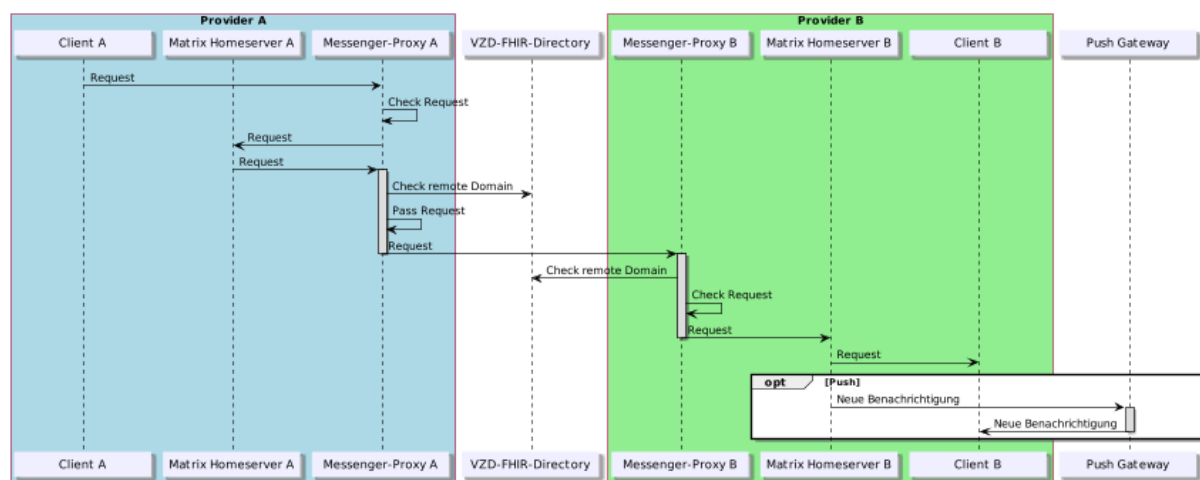 Provider A
Provider B
Client A
Matrix Homeserver A
Messenger-Proxy A
VZD-FHIR-Directory
Messenger-Proxy B
Matrix Homeserver B
Client B
Push Gateway
Request
Check Request
Request
Request
Check remote Domain
Pass Request
Request
Check remote Domain
Check Request
Request
Request
opt
[Push]
Neue Benachrichtigung
Neue Benachrichtigung
Client A
Matrix Homeserver A
Messenger-Proxy A
VZD-FHIR-Directory
Messenger-Proxy B
Matrix Homeserver B
Client B
Push Gateway